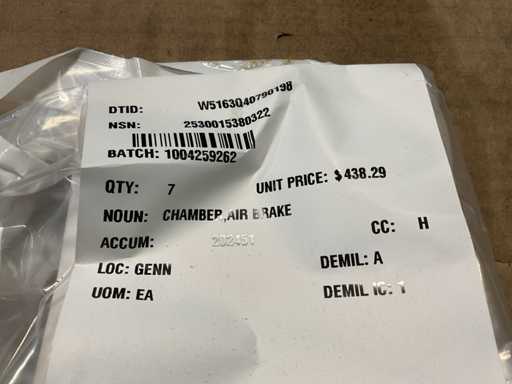 DTID: W5163Q40790198
NSN: 2530015380322
BATCH: 1004259262
QTY: 7 UNIT PRICE: $438.29
NOUN: CHAMBER,AIR BRAKE
CC: H
ACCUM: 202451
LOC: GENN DEMIL: A
UOM: EA DEMIL IC: 1